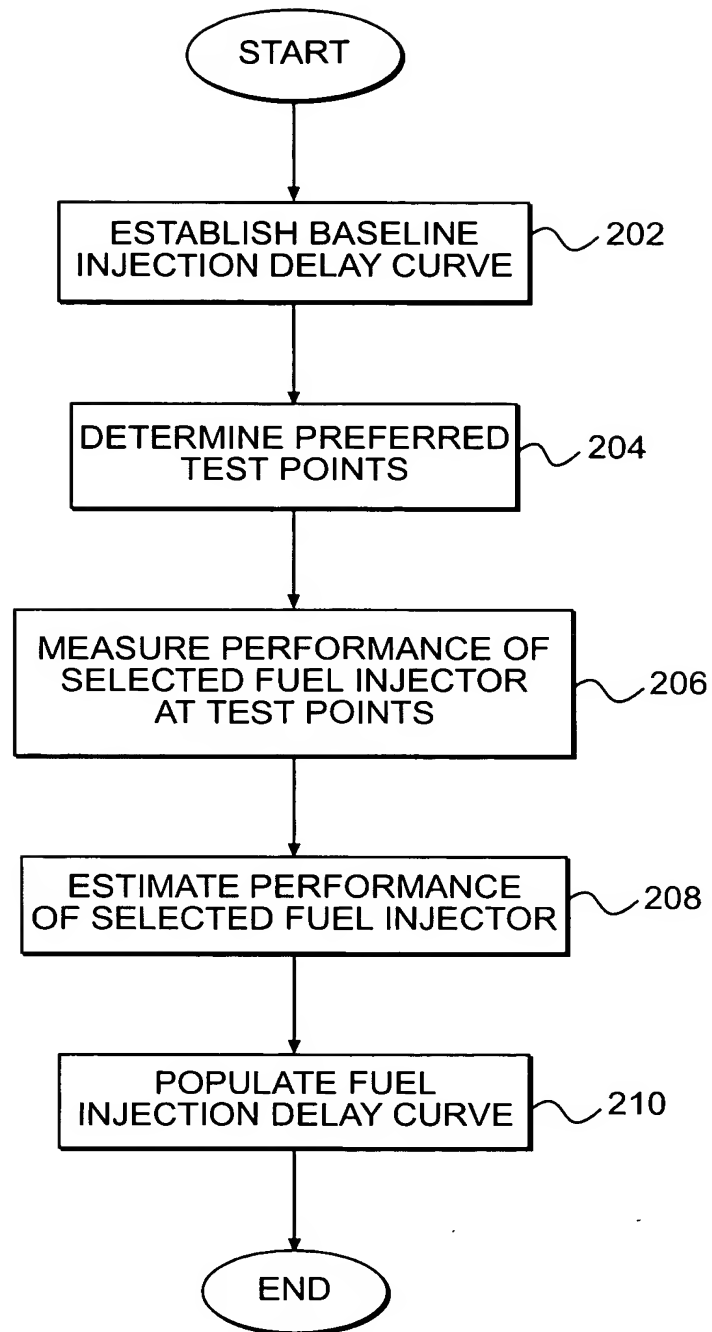 START
ESTABLISH BASELINE
INJECTION DELAY CURVE
202
DETERMINE PREFERRED
TEST POINTS
204
MEASURE PERFORMANCE OF
SELECTED FUEL INJECTOR
AT TEST POINTS
206
ESTIMATE PERFORMANCE
OF SELECTED FUEL INJECTOR
208
POPULATE FUEL
INJECTION DELAY CURVE
210
END